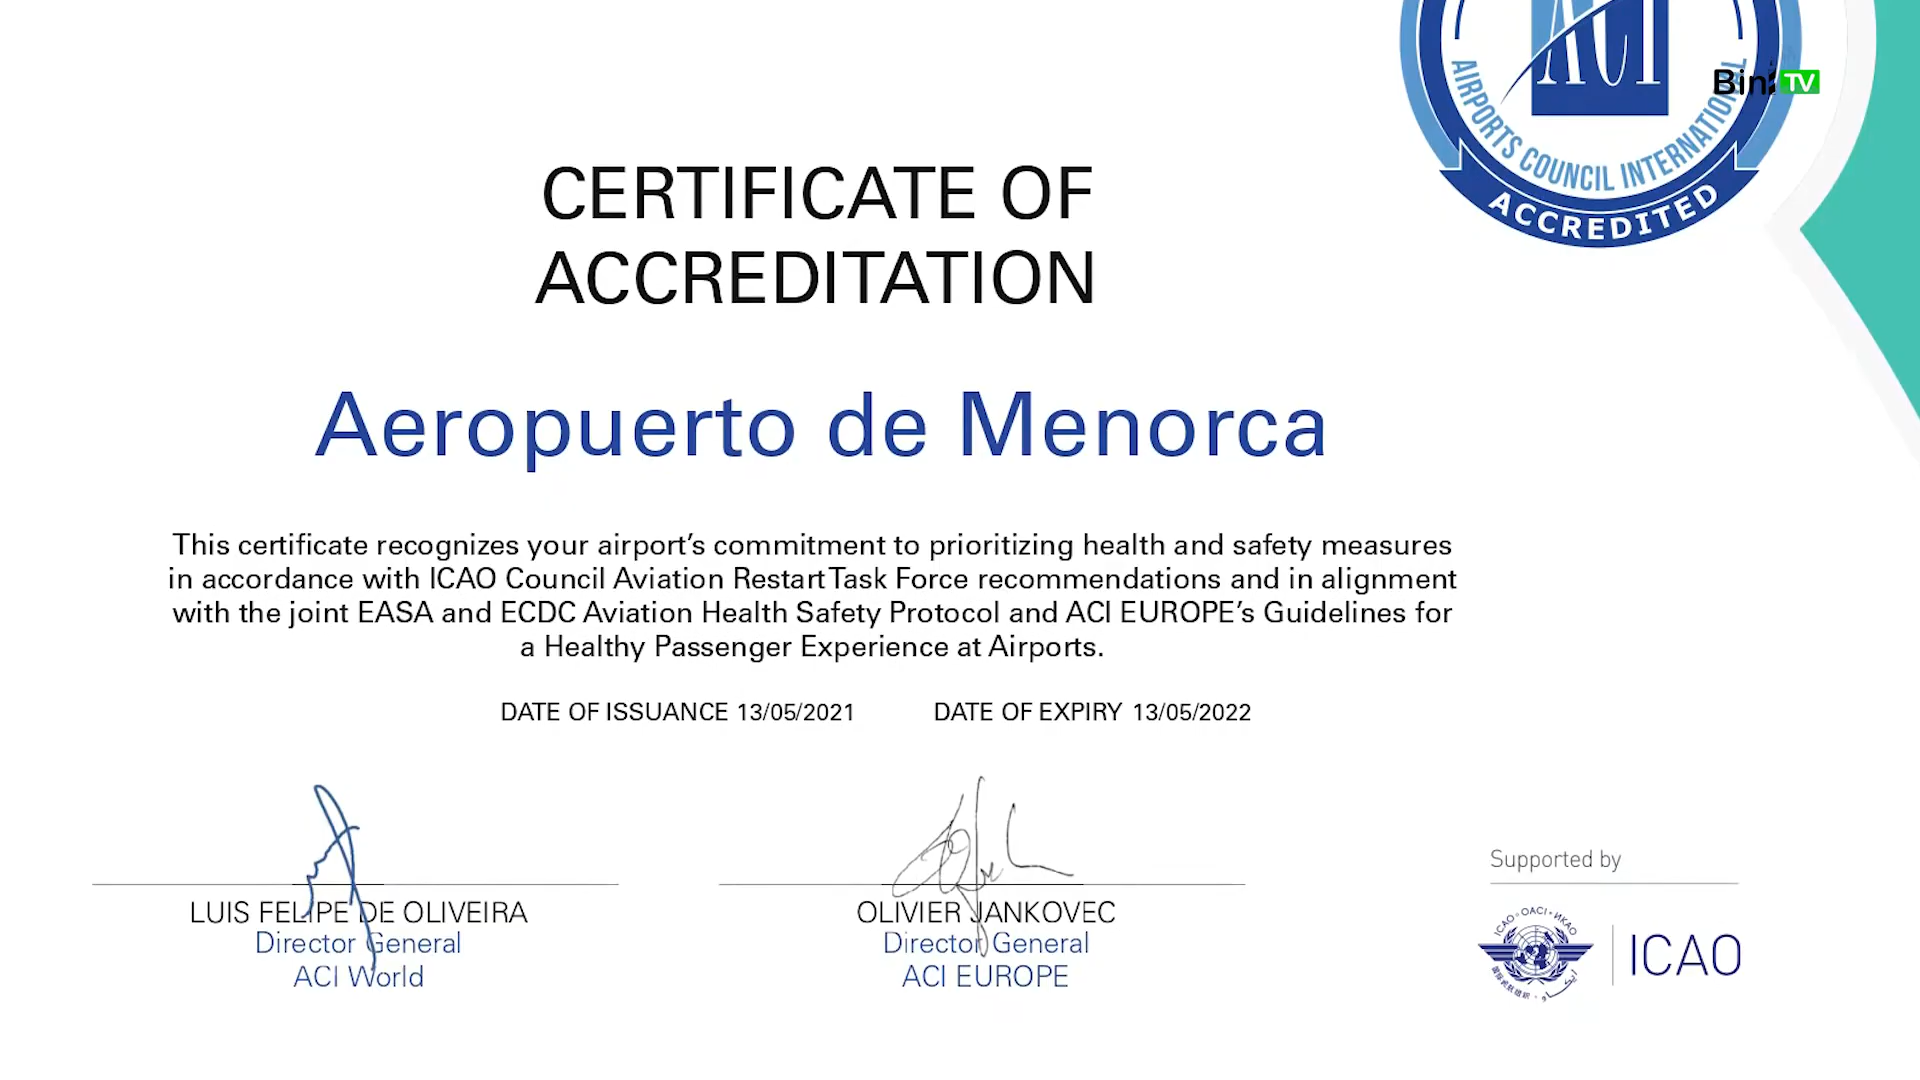 ACI
AIRPORTS COUNCIL INTERNATIONAL
ACCREDITED
TV
CERTIFICATE OF
ACCREDITATION
Aeropuerto de Menorca
This certificate recognizes your airport’s commitment to prioritizing health and safety measures
in accordance with ICAO Council Aviation Restart Task Force recommendations and in alignment
with the joint EASA and ECDC Aviation Health Safety Protocol and ACI EUROPE’s Guidelines for
a Healthy Passenger Experience at Airports.
DATE OF ISSUANCE 13/05/2021 DATE OF EXPIRY 13/05/2022
LUIS FELIPE DE OLIVEIRA
Director General
ACI World
OLIVIER JANKOVEC
Director General
ACI EUROPE
Supported by
ICAO • OACI • ИКАО
ICAO